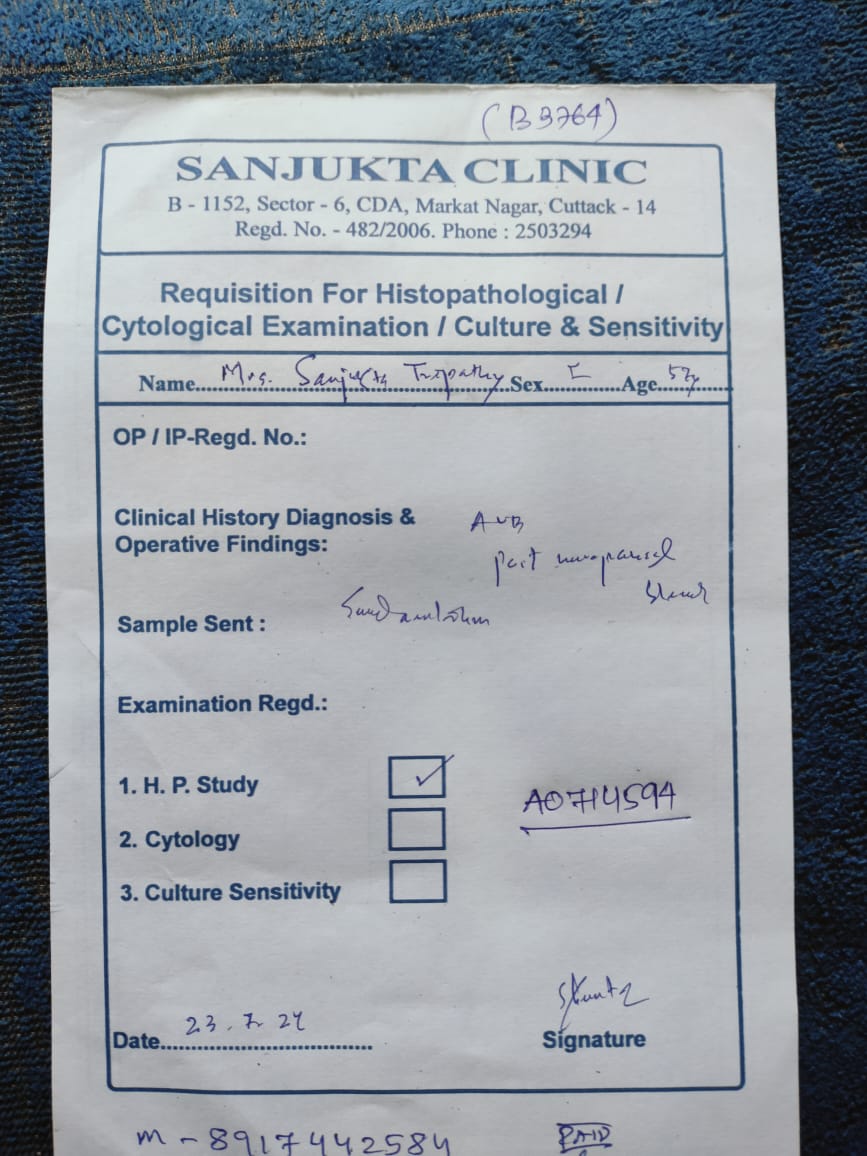 (B3764)
SANJUKTA CLINIC
B - 1152, Sector - 6, CDA, Markat Nagar, Cuttack - 14
Regd. No. - 482/2006. Phone : 2503294
Requisition For Histopathological /
Cytological Examination / Culture & Sensitivity
Name.... Mrs. Sanjukta Tripathy Sex.... F Age....
OP / IP-Regd. No.:
Clinical History Diagnosis & AUB
Operative Findings: post menopausal
Sample Sent :
Examination Regd.:
1. H. P. Study ✓
A0714594
2. Cytology
3. Culture Sensitivity
Date.... 23.7.24
Signature
m - 8917442584 PAID